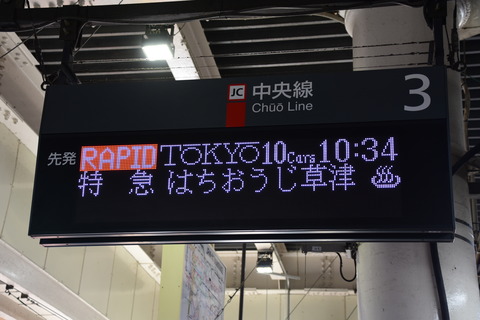 JC 中央線 3
Chūō Line
先発 RAPID TŌKYŌ 10Cars 10:34
特 急 はちおうじ草津 ♨